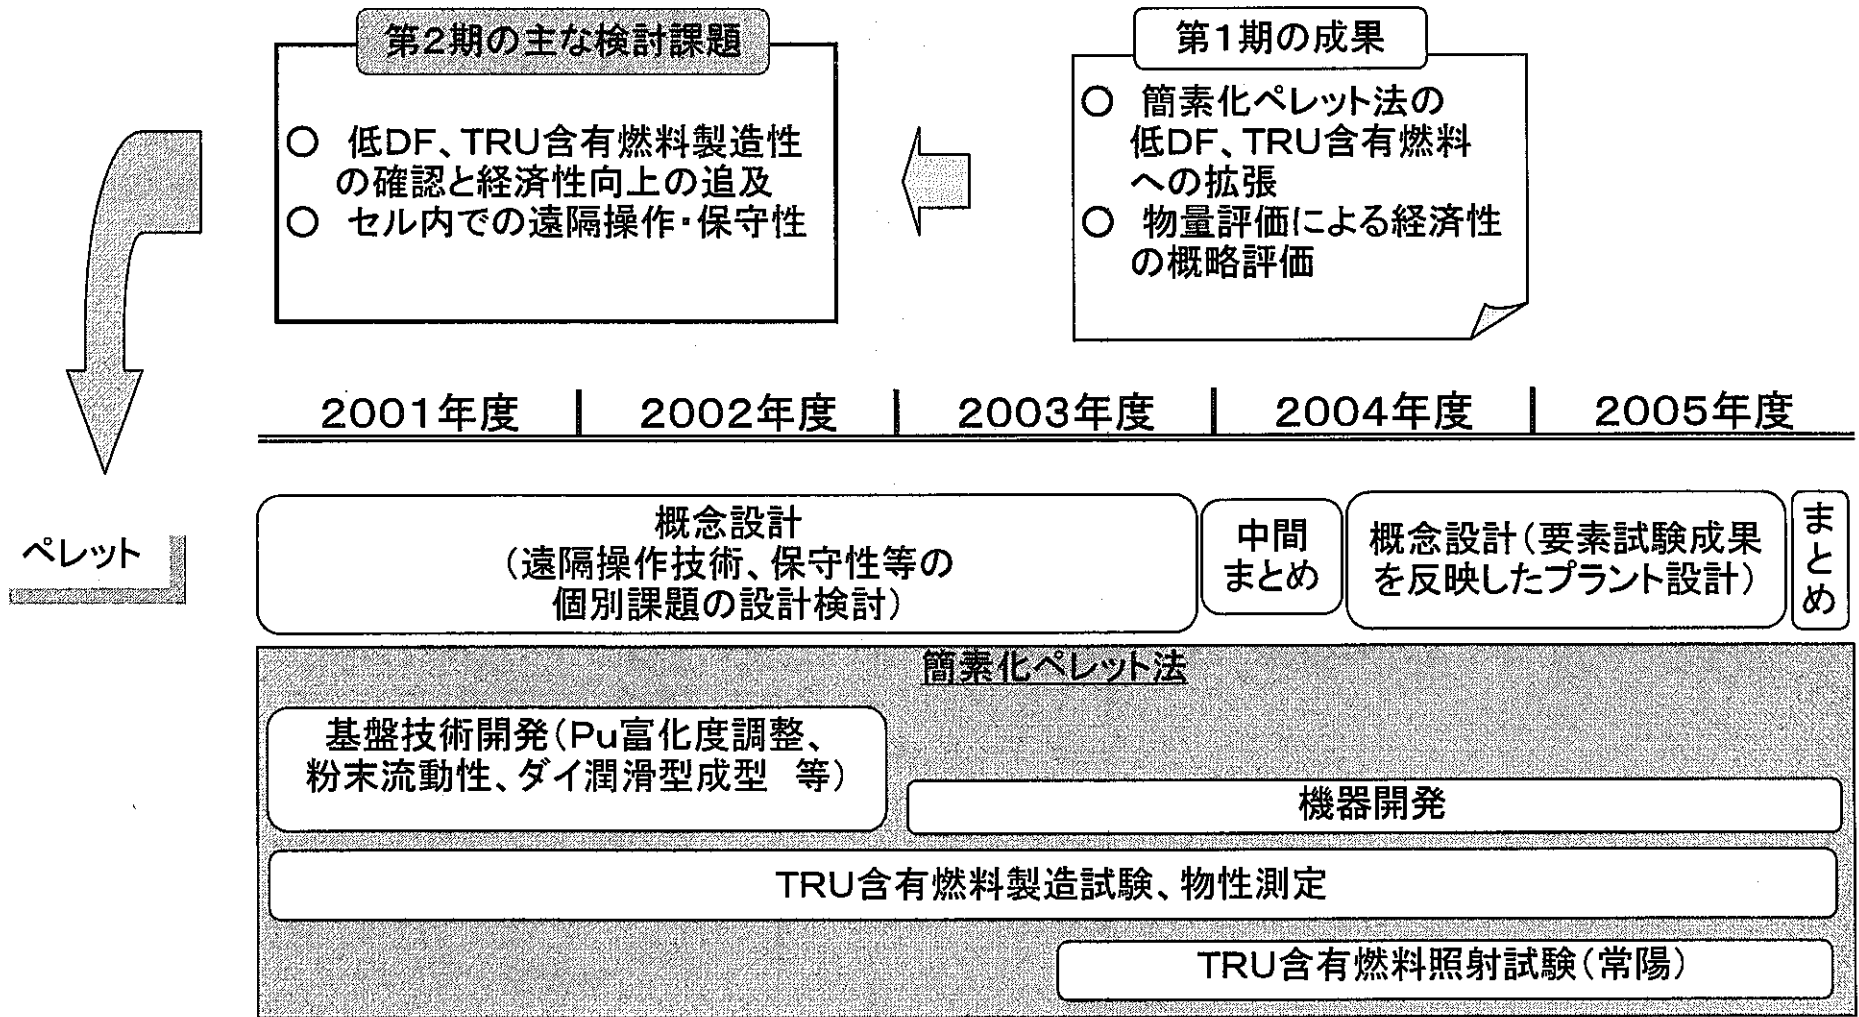 第2期の主な検討課題
○ 低DF、TRU含有燃料製造性
の確認と経済性向上の追及
○ セル内での遠隔操作・保守性
第1期の成果
○ 簡素化ペレット法の
低DF、TRU含有燃料
への拡張
○ 物量評価による経済性
の概略評価
2001年度
2002年度
2003年度
2004年度
2005年度
ペレット
概念設計
(遠隔操作技術、保守性等の
個別課題の設計検討)
中間
まとめ
概念設計(要素試験成果
を反映したプラント設計)
まとめ
簡素化ペレット法
基盤技術開発(Pu富化度調整、
粉末流動性、ダイ潤滑型成型 等)
機器開発
TRU含有燃料製造試験、物性測定
TRU含有燃料照射試験(常陽)